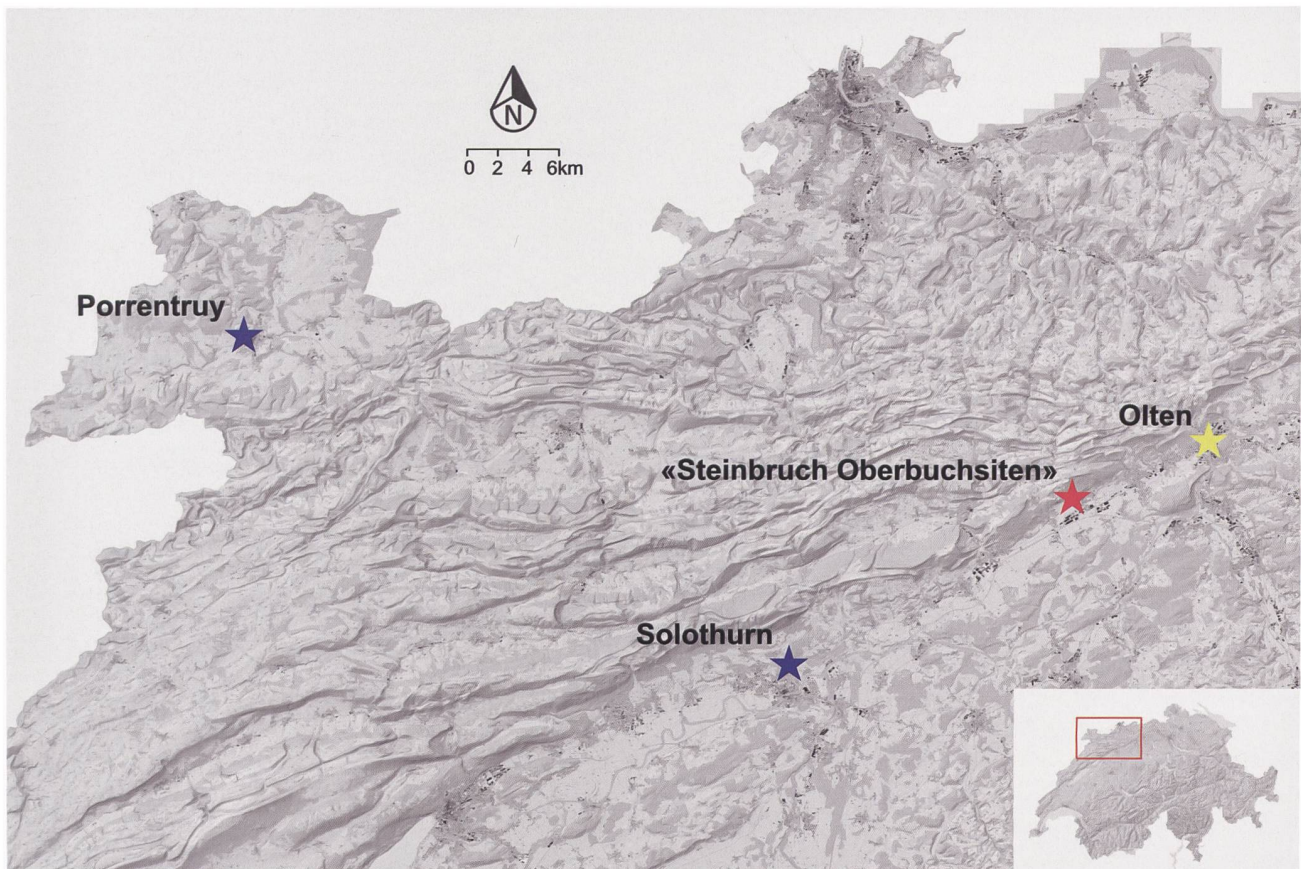 N
0 2 4 6km
Porrentruy
Olten
«Steinbruch Oberbuchsiten»
Solothurn